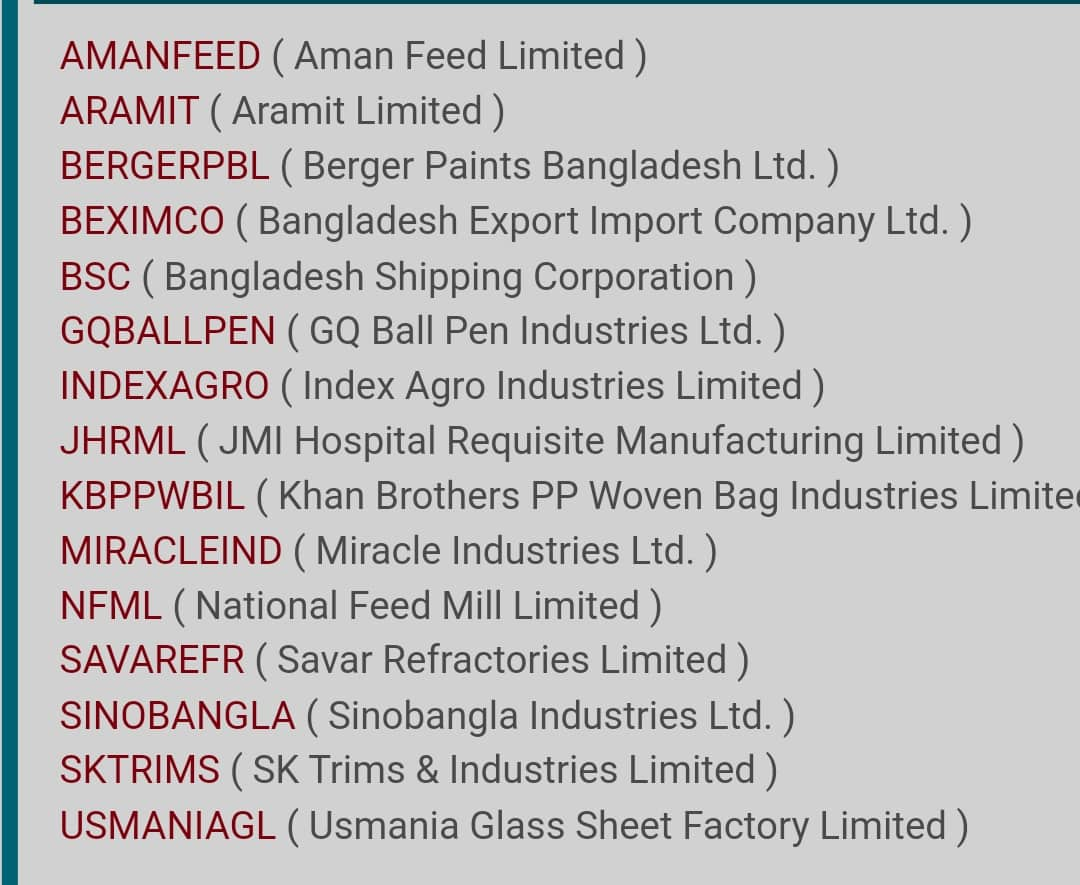 AMANFEED ( Aman Feed Limited )
ARAMIT ( Aramit Limited )
BERGERPBL ( Berger Paints Bangladesh Ltd. )
BEXIMCO ( Bangladesh Export Import Company Ltd. )
BSC ( Bangladesh Shipping Corporation )
GQBALLPEN ( GQ Ball Pen Industries Ltd. )
INDEXAGRO ( Index Agro Industries Limited )
JHRML ( JMI Hospital Requisite Manufacturing Limited )
KBPPWBIL ( Khan Brothers PP Woven Bag Industries Limited
MIRACLEIND ( Miracle Industries Ltd. )
NFML ( National Feed Mill Limited )
SAVAREFR ( Savar Refractories Limited )
SINOBANGLA ( Sinobangla Industries Ltd. )
SKTRIMS ( SK Trims & Industries Limited )
USMANIAGL ( Usmania Glass Sheet Factory Limited )